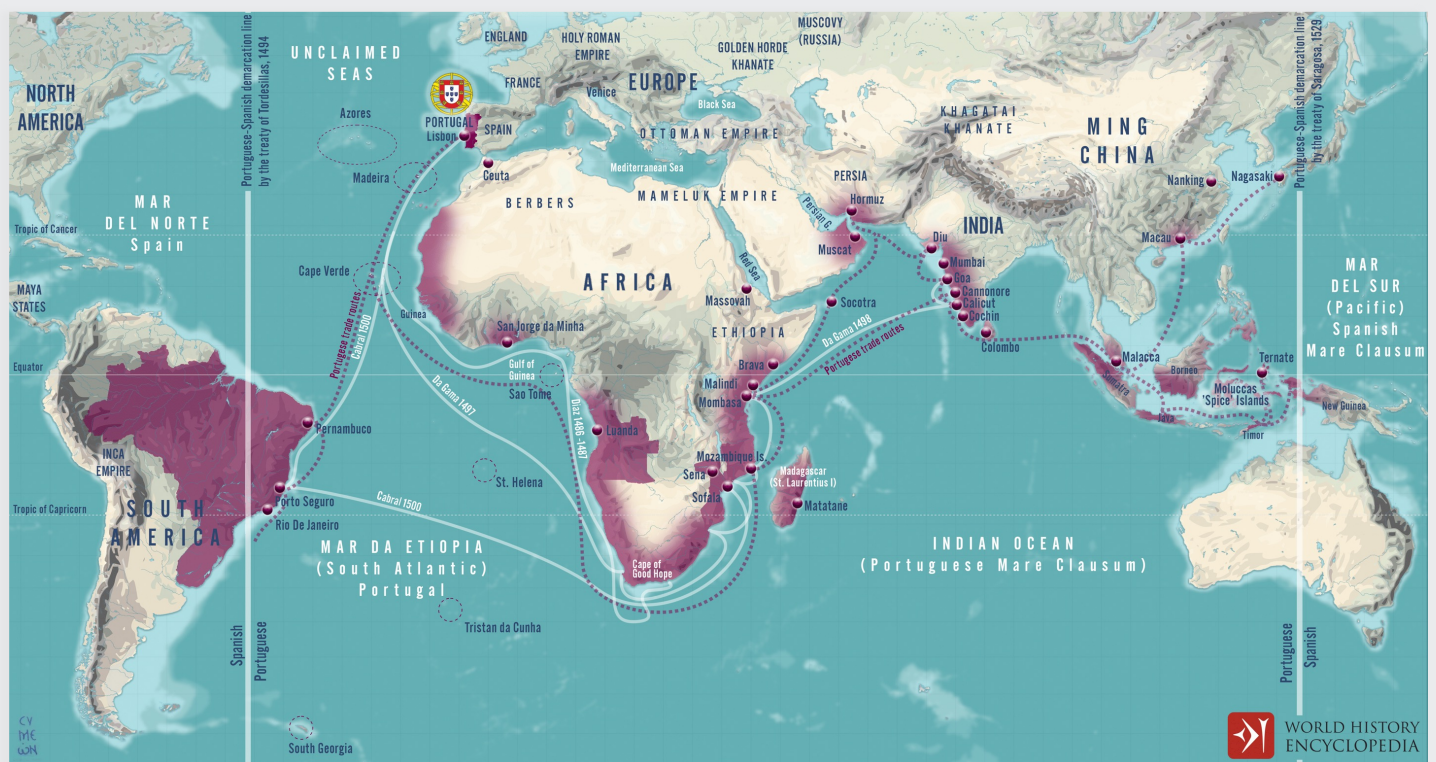 UNCLAIMED
SEAS
Portuguese-Spanish demarcation line
by the treaty of Tordesillas, 1494
NORTH
AMERICA
MAR
DEL NORTE
Spain
Tropic of Cancer
MAYA
STATES
Equator
Tropic of Capricorn
INCA
EMPIRE
SOUTH
AMERICA
Azores
Madeira
Cape Verde
PORTUGAL
Lisbon
SPAIN
Ceuta
ENGLAND
FRANCE
HOLY ROMAN
EMPIRE
Venice
EUROPE
GOLDEN HORDE
KHANATE
MUSCOVY
(RUSSIA)
Black Sea
OTTOMAN EMPIRE
Mediterranean Sea
MAMELUK EMPIRE
BERBERS
AFRICA
Red Sea
Massovah
ETHIOPIA
PERSIA
Persian G.
Hormuz
Muscat
Socotra
KHAGATAI
KHANATE
MING
CHINA
Nanking
Nagasaki
Macau
Portuguese-Spanish demarcation line
by the treaty of Saragosa, 1529
INDIA
Diu
Mumbai
Goa
Cannonore
Calicut
Cochin
Colombo
MAR
DEL SUR
(Pacific)
Spanish
Mare Clausum
Portugese trade routes
Cabral 1500
Guinea
San Jorge da Minha
Gulf of
Guinea
Sao Tome
Da Gama 1497
Diaz 1486 -1487
Da Gama 1498
Portugese trade routes
Brava
Malindi
Mombasa
Luanda
Mozambique Is.
Sena
Sofala
Madagascar
(St. Laurentius I)
Matatane
Malacca
Sumatra
Borneo
Java
Ternate
Moluccas
'Spice' Islands
Timor
New Guinea
Pernambuco
Porto Seguro
Rio De Janeiro
St. Helena
Cabral 1500
MAR DA ETIOPIA
(South Atlantic)
Portugal
Cape of
Good Hope
INDIAN OCEAN
(Portuguese Mare Clausum)
Tristan da Cunha
South Georgia
Spanish
Portuguese
Portuguese
Spanish
CY
ME
WN
WORLD HISTORY
ENCYCLOPEDIA